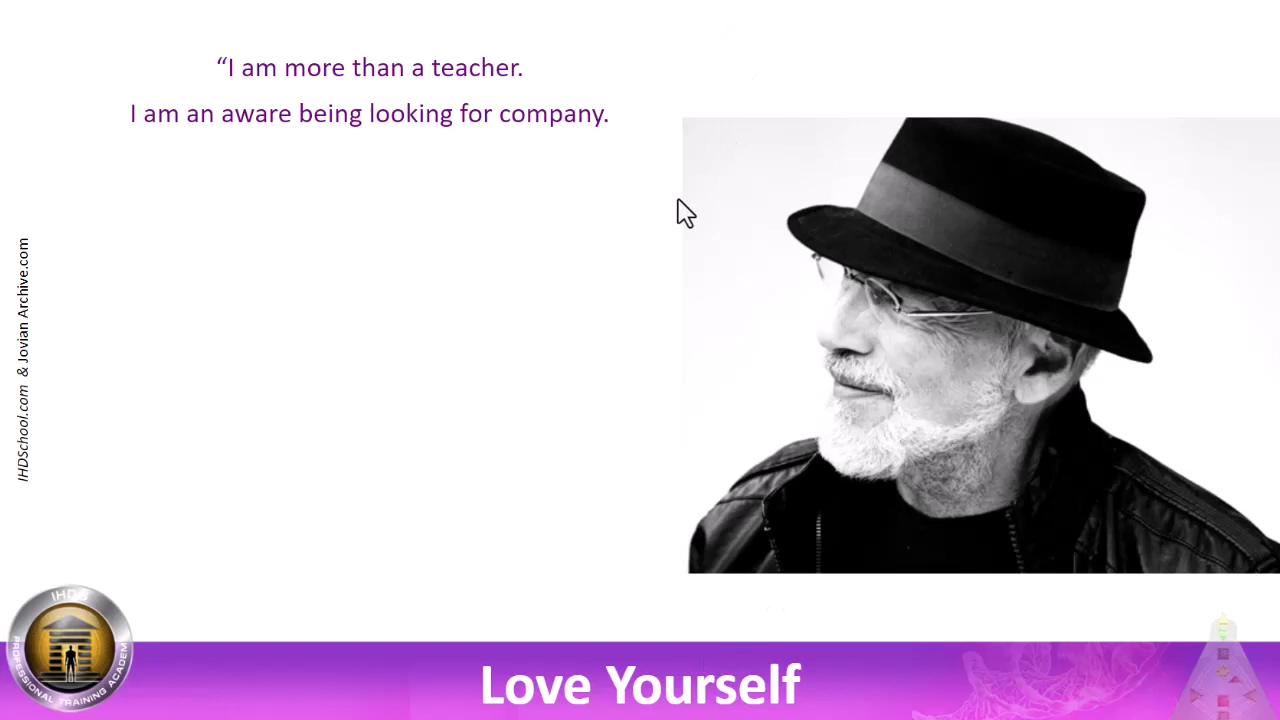 “I am more than a teacher.
I am an aware being looking for company.
IHDSchool.com & Jovian Archive.com
IHDS
PROFESSIONAL TRAINING ACADEMY
Love Yourself